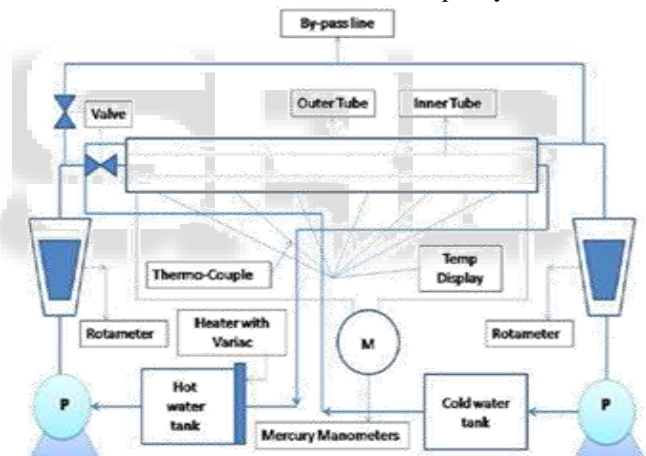 By-pass line
Outer Tube
Inner Tube
Valve
Thermo-Couple
Temp
Display
Rotameter
Heater with
Variac
M
Rotameter
P
Hot
water
tank
Cold water
tank
P
Mercury Manometers